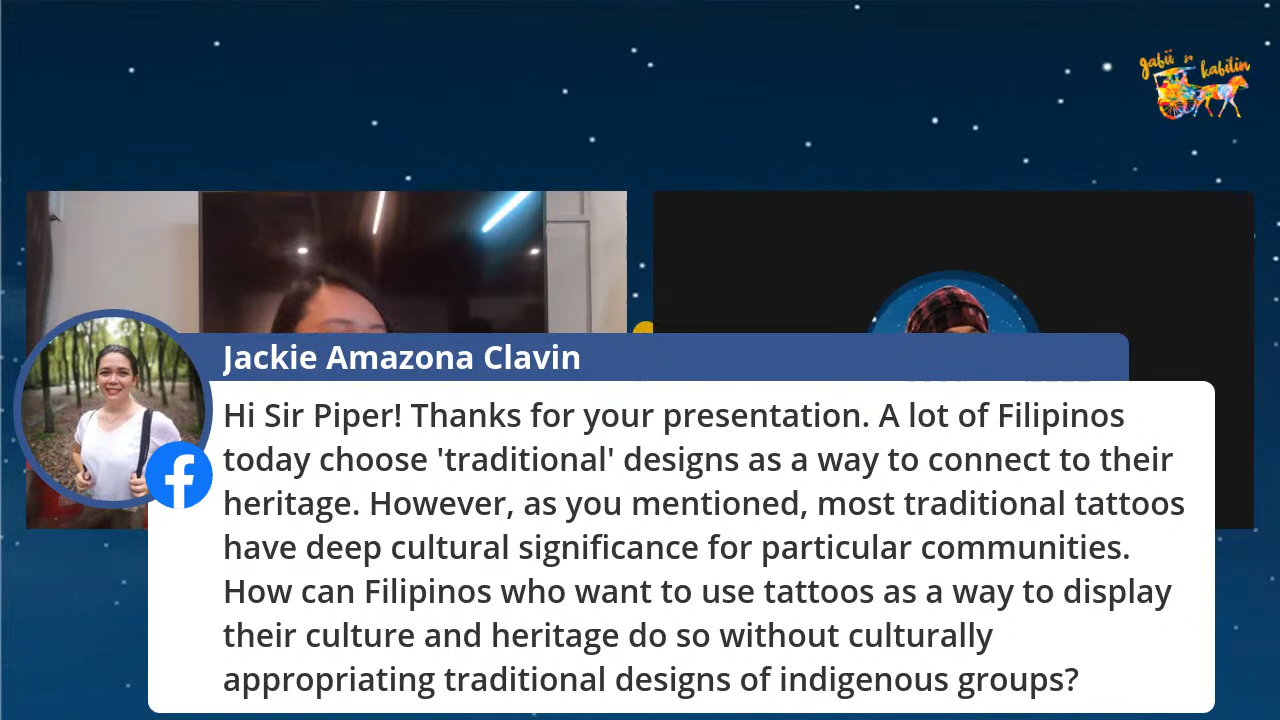 gabii sa kabilin
Jackie Amazona Clavin
Hi Sir Piper! Thanks for your presentation. A lot of Filipinos
today choose 'traditional' designs as a way to connect to their
heritage. However, as you mentioned, most traditional tattoos
have deep cultural significance for particular communities.
How can Filipinos who want to use tattoos as a way to display
their culture and heritage do so without culturally
appropriating traditional designs of indigenous groups?